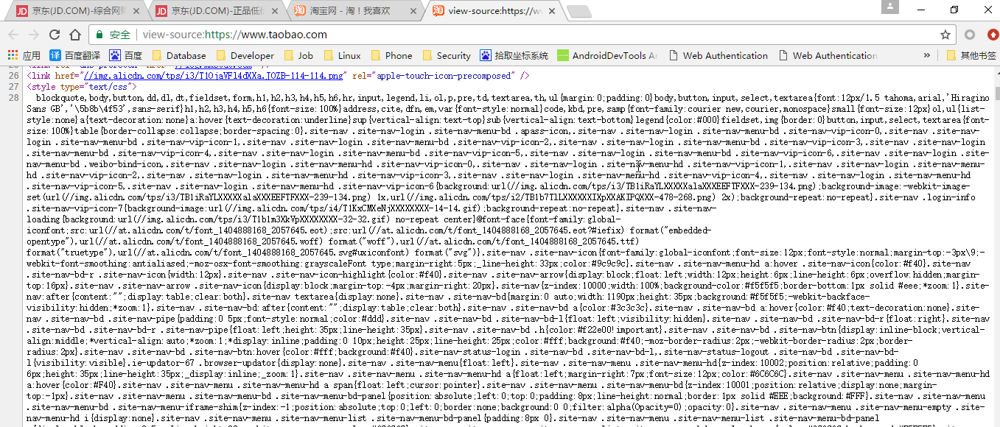 京东(JD.COM)-综合网购
京东(JD.COM)-正品低价
淘宝网 - 淘！我喜欢
view-source:https://ww
安全
view-source:https://www.taobao.com
应用
百度翻译
百度
Database
Developer
Job
Linux
Phone
Security
拾取坐标系统
AndroidDevTools An
Web Authentication
Web Authentication
»
其他书签
26 <link href="//img.alicdn.com/tps/i3/T1OjaVFl4dXXa.JOZB-114-114.png" rel="apple-touch-icon-precomposed" />
27 <style type="text/css">
28 blockquote,body,button,dd,dl,dt,fieldset,form,h1,h2,h3,h4,h5,h6,hr,input,legend,li,ol,p,pre,td,textarea,th,ul{margin:0;padding:0}body,button,input,select,textarea{font:12px/1.5 tahoma,arial,'Hiragino
Sans GB','\5b8b\4f53',sans-serif}h1,h2,h3,h4,h5,h6{font-size:100%}address,cite,dfn,em,var{font-style:normal}code,kbd,pre,samp{font-family:courier new,courier,monospace}small{font-size:12px}ol,ul{list-
style:none}a{text-decoration:none}a:hover{text-decoration:underline}sup{vertical-align:text-top}sub{vertical-align:text-bottom}legend{color:#000}fieldset,img{border:0}button,input,select,textarea{font-
size:100%}table{border-collapse:collapse;border-spacing:0}.site-nav .site-nav-login .site-nav-menu-bd .apass-icon,.site-nav .site-nav-login .site-nav-menu-bd .site-nav-vip-icon-0,.site-nav .site-nav-
login .site-nav-menu-bd .site-nav-vip-icon-1,.site-nav .site-nav-login .site-nav-menu-bd .site-nav-vip-icon-2,.site-nav .site-nav-login .site-nav-menu-bd .site-nav-vip-icon-3,.site-nav .site-nav-login
.site-nav-menu-bd .site-nav-vip-icon-4,.site-nav .site-nav-login .site-nav-menu-bd .site-nav-vip-icon-5,.site-nav .site-nav-login .site-nav-menu-bd .site-nav-vip-icon-6,.site-nav .site-nav-login .site-
nav-menu-bd .weibo-bind-icon,.site-nav .site-nav-login .site-nav-menu-hd .site-nav-vip-icon-0,.site-nav .site-nav-login .site-nav-menu-hd .site-nav-vip-icon-1,.site-nav .site-nav-login .site-nav-menu-
hd .site-nav-vip-icon-2,.site-nav .site-nav-login .site-nav-menu-hd .site-nav-vip-icon-3,.site-nav .site-nav-login .site-nav-menu-hd .site-nav-vip-icon-4,.site-nav .site-nav-login .site-nav-menu-hd
.site-nav-vip-icon-5,.site-nav .site-nav-login .site-nav-menu-hd .site-nav-vip-icon-6{background:url(//img.alicdn.com/tps/i3/TB1iRaYLXXXXXalaXXXEEFTFXXX-239-134.png);background-image:-webkit-image-
set(url(//img.alicdn.com/tps/i3/TB1iRaYLXXXXXalaXXXEEFTFXXX-239-134.png) 1x,url(//img.alicdn.com/tps/i2/TB1b7TlLXXXXXXIXpXXAKIFQXXX-478-268.png) 2x);background-repeat:no-repeat}.site-nav .login-info
.site-nav-vip-icon-7{background-image:url(//img.alicdn.com/tps/i4/T1KxCMXeNjXXXXXXXX-14-14.gif);background-repeat:no-repeat}.site-nav .site-nav-
loading{background:url(//img.alicdn.com/tps/i3/T1b1m3XkVpXXXXXXXX-32-32.gif) no-repeat center}@font-face{font-family:global-
iconfont;src:url(//at.alicdn.com/t/font_1404888168_2057645.eot);src:url(//at.alicdn.com/t/font_1404888168_2057645.eot?#iefix) format("embedded-
opentype"),url(//at.alicdn.com/t/font_1404888168_2057645.woff) format("woff"),url(//at.alicdn.com/t/font_1404888168_2057645.ttf)
format("truetype"),url(//at.alicdn.com/t/font_1404888168_2057645.svg#uxiconfont) format("svg")}.site-nav .site-nav-icon{font-family:global-iconfont;font-size:12px;font-style:normal;margin-top:-3px\9;-
webkit-font-smoothing:antialiased;-moz-osx-font-smoothing:grayscaleFont type;margin-right:5px;_line-height:33px;color:#9c9c9c}.site-nav .site-nav-menu-hd a:hover .site-nav-icon{color:#f40}.site-nav
.site-nav-bd-r .site-nav-icon{width:12px}.site-nav .site-nav-icon-highlight{color:#f40}.site-nav .site-nav-arrow{display:block;float:left;width:12px;height:6px;line-height:6px;overflow:hidden;margin-
top:16px}.site-nav .site-nav-arrow .site-nav-icon{display:block;margin-top:-4px;margin-right:20px}.site-nav{z-index:10000;width:100%;background-color:#f5f5f5;border-bottom:1px solid #eee;*zoom:1}.site-
nav:after{content:"";display:table;clear:both}.site-nav textarea{display:none}.site-nav .site-nav-bd{margin:0 auto;width:1190px;height:35px;background:#f5f5f5;-webkit-backface-
visibility:hidden;*zoom:1}.site-nav .site-nav-bd:after{content:"";display:table;clear:both}.site-nav .site-nav-bd a{color:#3c3c3c}.site-nav .site-nav-bd a:hover{color:#f40;text-decoration:none}.site-
nav .site-nav-bd .site-nav-pipe{padding:0 5px;font-style:normal;color:#ddd}.site-nav .site-nav-bd .site-nav-bd-l{float:left;visibility:hidden}.site-nav .site-nav-bd .site-nav-bd-r{float:right}.site-nav
.site-nav-bd .site-nav-bd-r .site-nav-pipe{float:left;height:35px;line-height:35px}.site-nav .site-nav-bd .h{color:#f22e00!important}.site-nav .site-nav-bd .site-nav-btn{display:inline-block;vertical-
align:middle;*vertical-align:auto;*zoom:1;*display:inline;padding:0 10px;height:25px;line-height:25px;color:#fff;background:#f40;-moz-border-radius:2px;-webkit-border-radius:2px;border-
radius:2px}.site-nav .site-nav-bd .site-nav-btn:hover{color:#fff;background:#f40}.site-nav-status-login .site-nav-bd .site-nav-bd-l,.site-nav-status-logout .site-nav-bd .site-nav-bd-
l{visibility:visible}.ie-updator-67 .browser-updator{display:none}.site-nav .site-nav-menu{float:left}.site-nav .site-nav-menu .site-nav-menu-hd{z-index:10002;position:relative;padding:0
6px;height:35px;line-height:35px;_display:inline;_zoom:1}.site-nav .site-nav-menu .site-nav-menu-hd a{float:left;margin-right:7px;font-size:12px;color:#6C6C6C}.site-nav .site-nav-menu .site-nav-menu-hd
a:hover{color:#F40}.site-nav .site-nav-menu .site-nav-menu-hd a span{float:left;cursor:pointer}.site-nav .site-nav-menu .site-nav-menu-bd{z-index:10001;position:relative;display:none;margin-
top:-1px}.site-nav .site-nav-menu .site-nav-menu-bd .site-nav-menu-bd-panel{position:absolute;left:0;top:0;padding:8px;line-height:normal;border:1px solid #EEE;background:#FFF}.site-nav .site-nav-menu
.site-nav-menu-bd .site-nav-menu-iframe-shim{z-index:-1;position:absolute;top:0;left:0;border:none;background:0 0;filter:alpha(Opacity=0);opacity:0}.site-nav .site-nav-menu .site-nav-menu-empty .site-
nav-menu-hd i{display:none}.site-nav .site-nav-menu .site-nav-menu-list .site-nav-menu-bd-panel{padding:8px 0}.site-nav .site-nav-menu .site-nav-menu-list .site-nav-menu-bd-panel